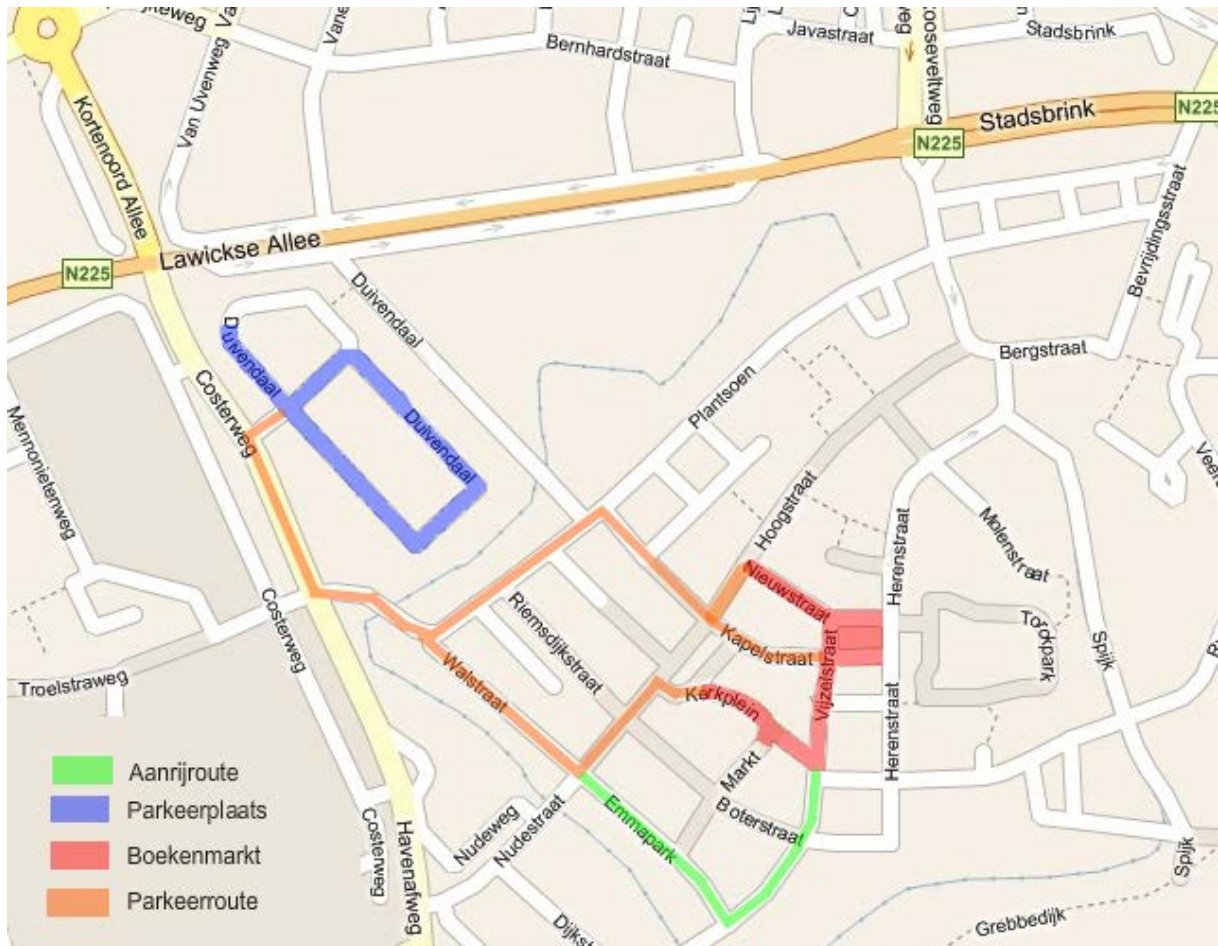 Bernhardstraat
Javastraat
Stadsbrink
Van Uvenweg
Kortenoord Allee
Rooseveltweg
Stadsbrink
N225
N225
Lawickse Allee
N225
Bevrijdingsstraat
Duivendaal
Duivendaal
Bergstraat
Costerweg
Plantsoen
Duivendaal
Mennonietenweg
Hoogstraat
Molenstraat
Herenstraat
Nieuwstraat
Riemsdijkstraat
Kapelstraat
Torckpark
Spijk
Costerweg
Troelstraweg
Walstraat
Kerkplein
Vijzelstraat
Herenstraat
Markt
Aanrijroute
Parkeerplaats
Boekenmarkt
Parkeerroute
Emmapark
Boterstraat
Nudeweg
Nudestraat
Costerweg
Havenafweg
Spijk
Grebbedijk